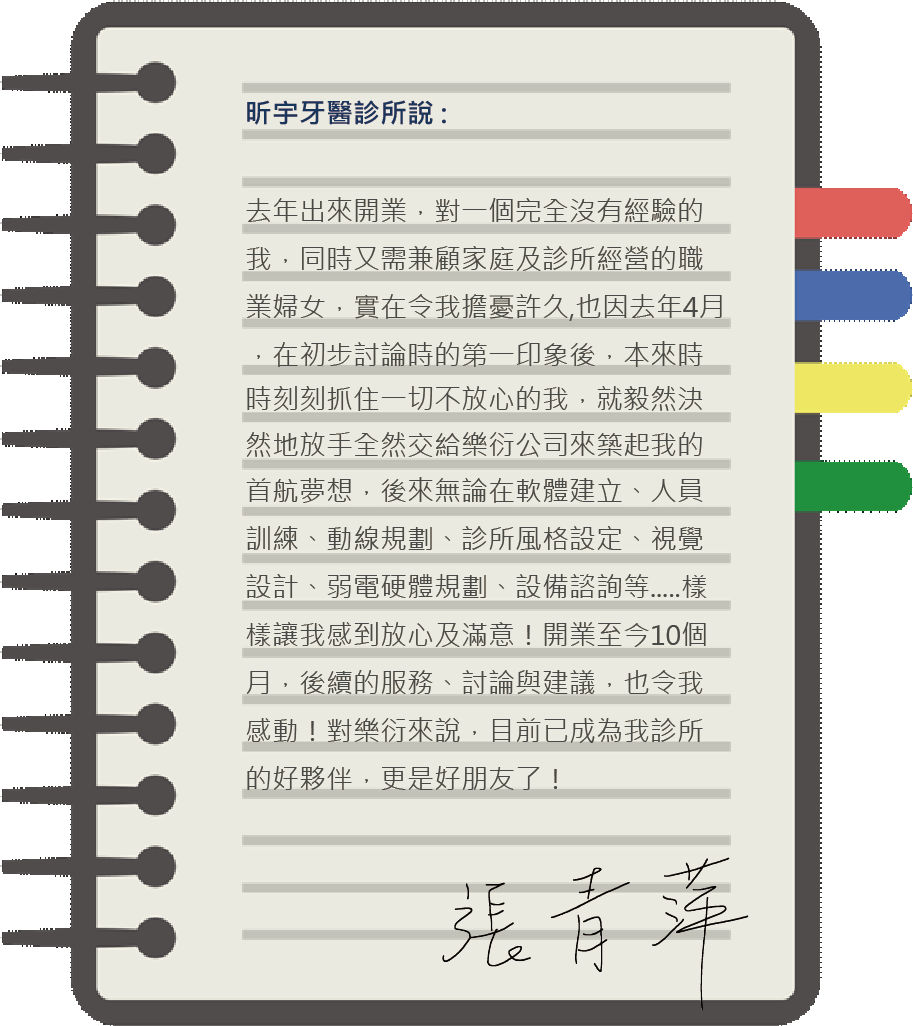 昕宇牙醫診所說 :
去年出來開業，對一個完全沒有經驗的
我，同時又需兼顧家庭及診所經營的職
業婦女，實在令我擔憂許久,也因去年4月
，在初步討論時的第一印象後，本來時
時刻刻抓住一切不放心的我，就毅然決
然地放手全然交給樂衍公司來築起我的
首航夢想，後來無論在軟體建立、人員
訓練、動線規劃、診所風格設定、視覺
設計、弱電硬體規劃、設備諮詢等.....樣
樣讓我感到放心及滿意！開業至今10個
月，後續的服務、討論與建議，也令我
感動！對樂衍來說，目前已成為我診所
的好夥伴，更是好朋友了！
張青萍